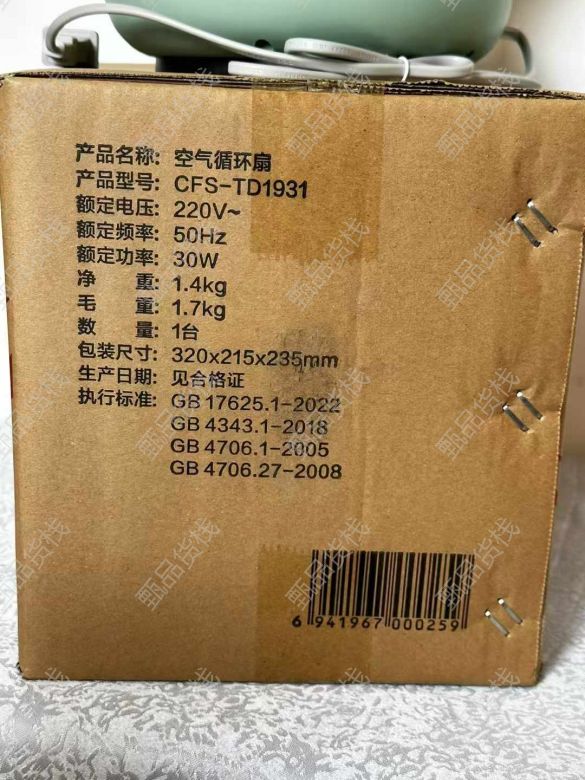 产品名称: 空气循环扇
产品型号: CFS-TD1931
额定电压: 220V~
额定频率: 50Hz
额定功率: 30W
净 重: 1.4kg
毛 重: 1.7kg
数 量: 1台
包装尺寸: 320x215x235mm
生产日期: 见合格证
执行标准: GB 17625.1-2022
GB 4343.1-2018
GB 4706.1-2005
GB 4706.27-2008
6 941967 000259
甄品货栈